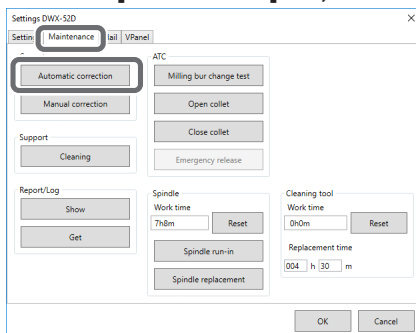 Settings DWX-52D
Maintenance
VPanel
ATC
Automatic correction
Milling bur change test
Manual correction
Open collet
Close collet
Support
Cleaning
Emergency release
Report/Log
Spindle
Cleaning tool
Show
Work time
Work time
7h8m
Reset
0h0m
Reset
Get
Replacement time
Spindle run-in
004 h 30 m
Spindle replacement
OK
Cancel